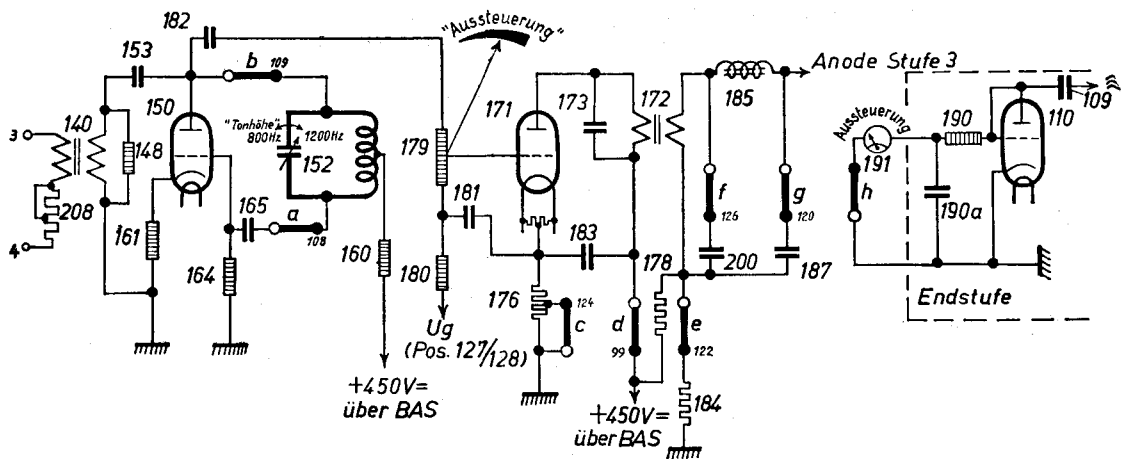 182
"Aussteuerung"
153
b
109
150
140
3
148
"Tonhöhe"
800Hz
1200Hz
152
179
171
173
172
185
Anode Stufe 3
Aussteuerung
191
190
109
110
208
4
161
165
a
108
164
160
181
183
180
176
124
c
178
f
126
g
120
200
187
h
190a
Ug
(Pos. 127/128)
d
99
e
122
184
Endstufe
+450V=
über BAS
+450V=
über BAS